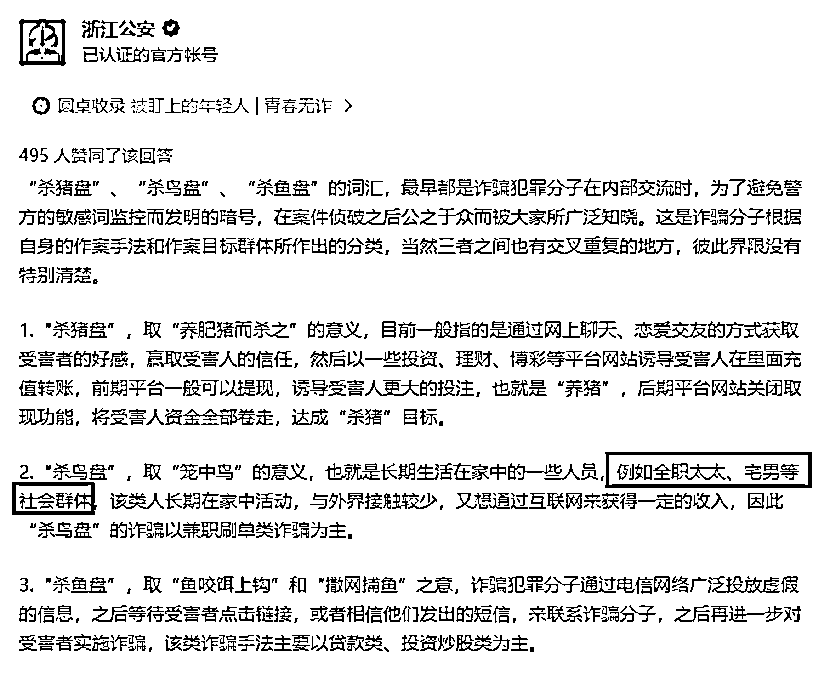 浙江公安
已认证的官方帐号
圆桌收录 被盯上的年轻人 | 青春无诈 >
495 人赞同了该回答
“杀猪盘”、“杀鸟盘”、“杀鱼盘”的词汇，最早都是诈骗犯罪分子在内部交流时，为了避免警
方的敏感词监控而发明的暗号，在案件侦破之后公之于众而被大家所广泛知晓。这是诈骗分子根据
自身的作案手法和作案目标群体所作出的分类，当然三者之间也有交叉重复的地方，彼此界限没有
特别清楚。
1、"杀猪盘"，取“养肥猪而杀之”的意义，目前一般指的是通过网上聊天、恋爱交友的方式获取
受害者的好感，赢取受害人的信任，然后以一些投资、理财、博彩等平台网站诱导受害人在里面充
值转账，前期平台一般可以提现，诱导受害人更大的投注，也就是“养猪”，后期平台网站关闭取
现功能，将受害人资金全部卷走，达成“杀猪”目标。
2、"杀鸟盘"，取“笼中鸟”的意义，也就是长期生活在家中的一些人员，例如全职太太、宅男等
社会群体，该类人长期在家中活动，与外界接触较少，又想通过互联网来获得一定的收入，因此
“杀鸟盘”的诈骗以兼职刷单类诈骗为主。
3、"杀鱼盘"，取“鱼咬饵上钩”和“撒网捕鱼”之意，诈骗犯罪分子通过电信网络广泛投放虚假
的信息，之后等待受害者点击链接，或者相信他们发出的短信，来联系诈骗分子，之后再进一步对
受害者实施诈骗，该类诈骗手法主要以贷款类、投资炒股类为主。